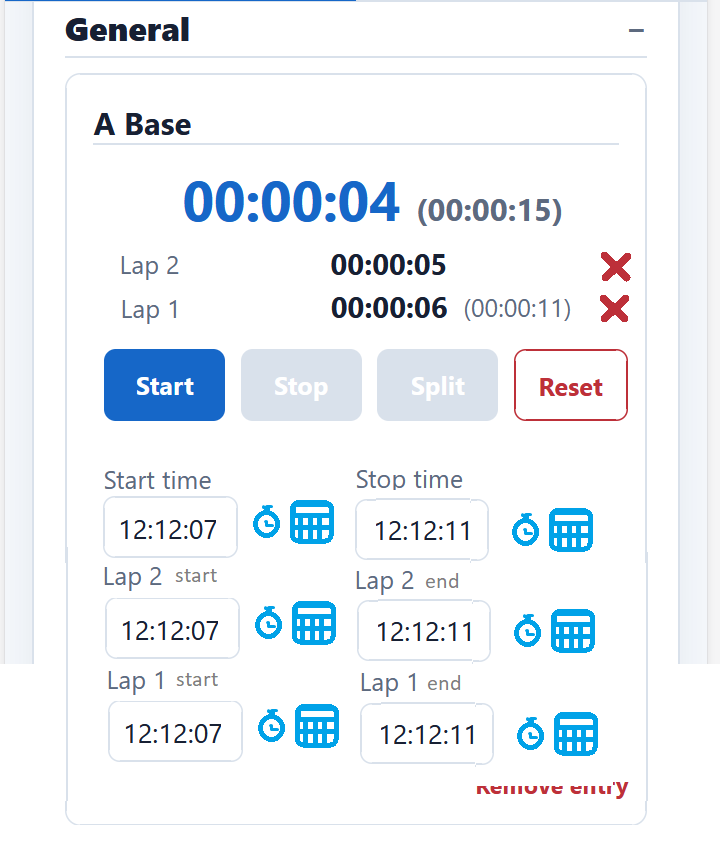 General
A Base
00:00:04 (00:00:15)
Lap 2 00:00:05
Lap 1 00:00:06 (00:00:11)
Start Stop Split Reset
Start time Stop time
12:12:07 12:12:11
Lap 2 start Lap 2 end
12:12:07 12:12:11
Lap 1 start Lap 1 end
12:12:07 12:12:11
Remove entry